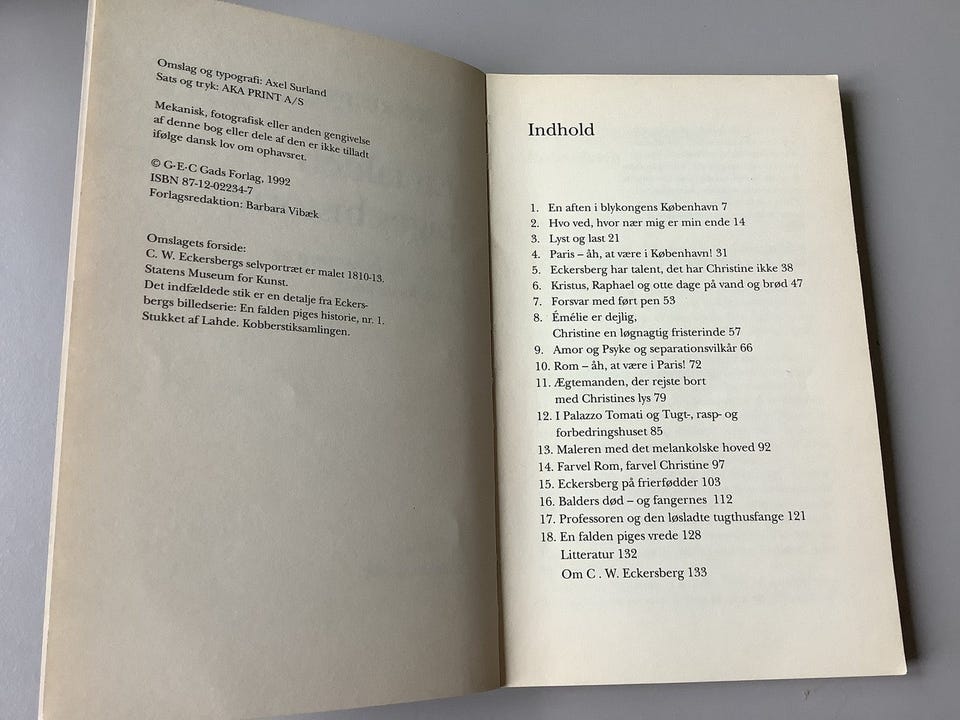 Omslag og typografi: Axel Surland
Sats og tryk: AKA PRINT A/S
Mekanisk, fotografisk eller anden gengivelse
af denne bog eller dele af den er ikke tilladt
ifølge dansk lov om ophavsret.
© G·E·C Gads Forlag, 1992
ISBN 87-12-02234-7
Forlagsredaktion: Barbara Vibæk
Omslagets forside:
C. W. Eckersbergs selvportræt er malet 1810-13.
Statens Museum for Kunst.
Det indfældede stik er en detalje fra Eckers-
bergs billedserie: En falden piges historie, nr. 1.
Stukket af Lahde. Kobberstiksamlingen.
Indhold
1. En aften i blykongens København 7
2. Hvo ved, hvor nær mig er min ende 14
3. Lyst og last 21
4. Paris – åh, at være i København! 31
5. Eckersberg har talent, det har Christine ikke 38
6. Kristus, Raphael og otte dage på vand og brød 47
7. Forsvar med ført pen 53
8. Émélie er dejlig,
Christine en løgnagtig fristerinde 57
9. Amor og Psyke og separationsvilkår 66
10. Rom – åh, at være i Paris! 72
11. Ægtemanden, der rejste bort
med Christines lys 79
12. I Palazzo Tomati og Tugt-, rasp- og
forbedringshuset 85
13. Maleren med det melankolske hoved 92
14. Farvel Rom, farvel Christine 97
15. Eckersberg på frierfødder 103
16. Balders død – og fangernes 112
17. Professoren og den løsladte tugthusfange 121
18. En falden piges vrede 128
Litteratur 132
Om C . W. Eckersberg 133